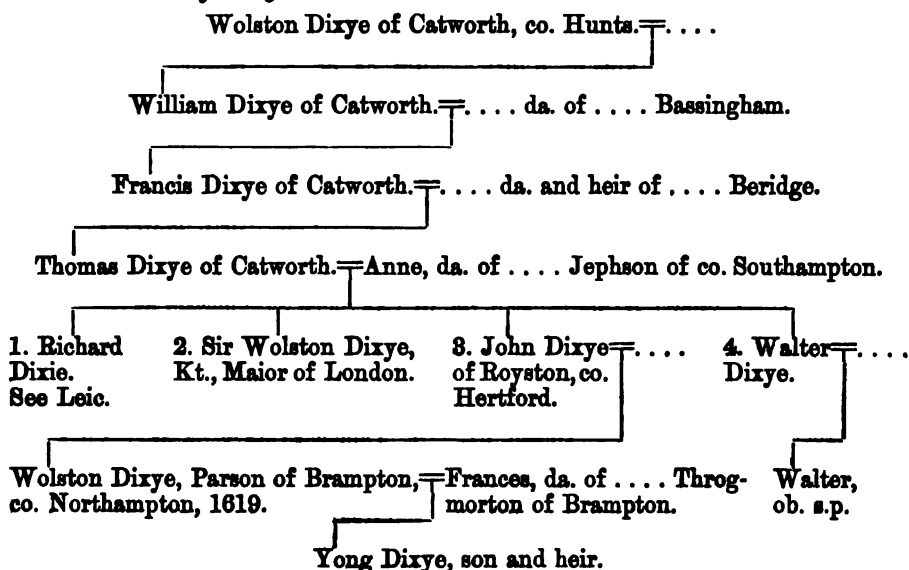 Wolston Dixye of Catworth, co. Hunts.=. . . .
William Dixye of Catworth.=. . . . da. of . . . . Bassingham.
Francis Dixye of Catworth.=. . . . da. and heir of . . . . Beridge.
Thomas Dixye of Catworth.=Anne, da. of . . . . Jephson of co. Southampton.
1. Richard
Dixie.
See Leic.
2. Sir Wolston Dixye,
Kt., Maior of London.
3. John Dixye=. . . .
of Royston, co.
Hertford.
4. Walter=. . . .
Dixye.
Wolston Dixye, Parson of Brampton,=Frances, da. of . . . . Throg-
co. Northampton, 1619. morton of Brampton.
Walter,
ob. s.p.
Yong Dixye, son and heir.